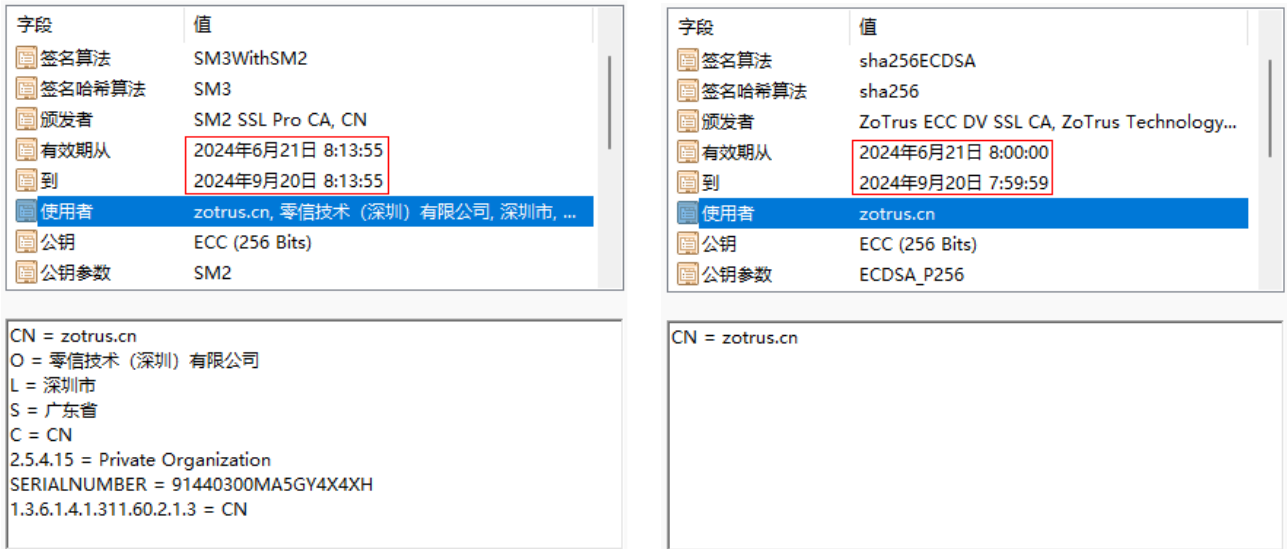 字段 值
签名算法 SM3WithSM2
签名哈希算法 SM3
颁发者 SM2 SSL Pro CA, CN
有效期从 2024年6月21日 8:13:55
到 2024年9月20日 8:13:55
使用者 zotrus.cn, 零信技术（深圳）有限公司, 深圳市, ...
公钥 ECC (256 Bits)
公钥参数 SM2
CN = zotrus.cn
O = 零信技术（深圳）有限公司
L = 深圳市
S = 广东省
C = CN
2.5.4.15 = Private Organization
SERIALNUMBER = 91440300MA5GY4X4XH
1.3.6.1.4.1.311.60.2.1.3 = CN
字段 值
签名算法 sha256ECDSA
签名哈希算法 sha256
颁发者 ZoTrus ECC DV SSL CA, ZoTrus Technology...
有效期从 2024年6月21日 8:00:00
到 2024年9月20日 7:59:59
使用者 zotrus.cn
公钥 ECC (256 Bits)
公钥参数 ECDSA_P256
CN = zotrus.cn